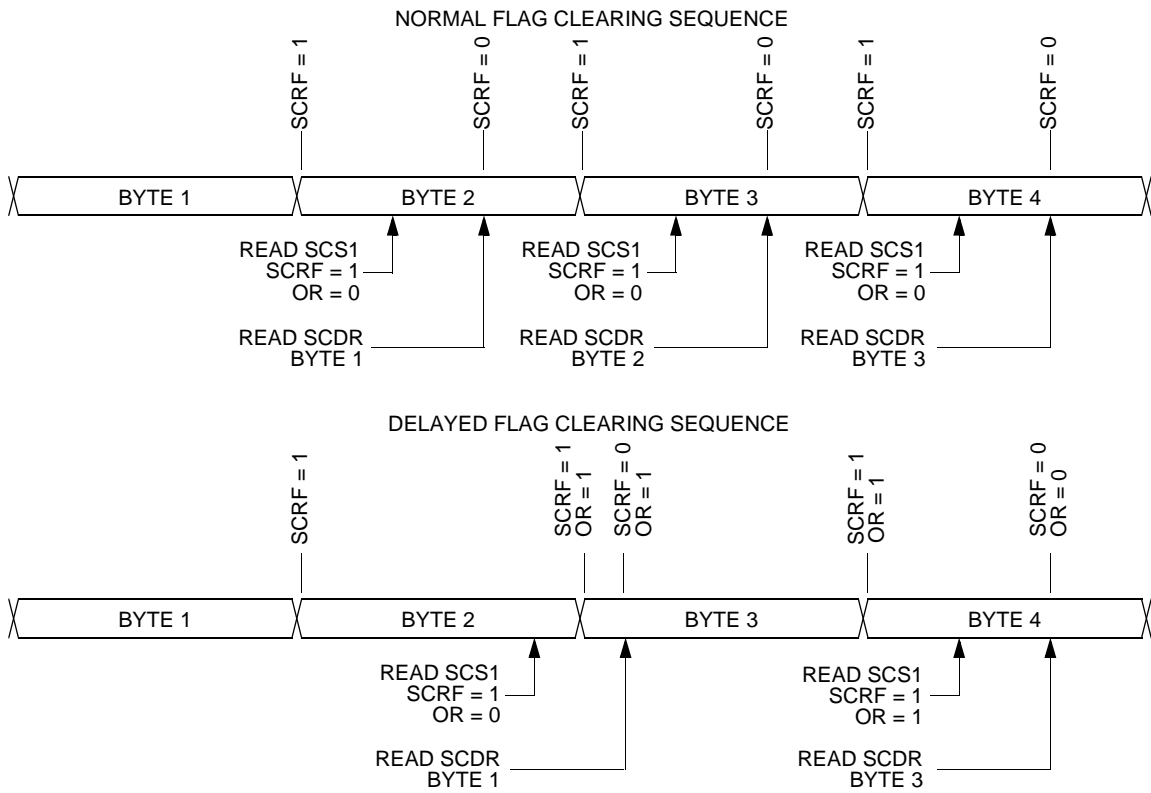 NORMAL FLAG CLEARING SEQUENCE
SCRF = 1
SCRF = 0
SCRF = 1
SCRF = 0
SCRF = 1
SCRF = 0
BYTE 1
BYTE 2
BYTE 3
BYTE 4
READ SCS1
SCRF = 1
OR = 0
READ SCS1
SCRF = 1
OR = 0
READ SCS1
SCRF = 1
OR = 0
READ SCDR
BYTE 1
READ SCDR
BYTE 2
READ SCDR
BYTE 3
DELAYED FLAG CLEARING SEQUENCE
SCRF = 1
SCRF = 1
OR = 1
SCRF = 0
OR = 1
SCRF = 1
OR = 1
SCRF = 0
OR = 0
BYTE 1
BYTE 2
BYTE 3
BYTE 4
READ SCS1
SCRF = 1
OR = 0
READ SCS1
SCRF = 1
OR = 1
READ SCDR
BYTE 1
READ SCDR
BYTE 3